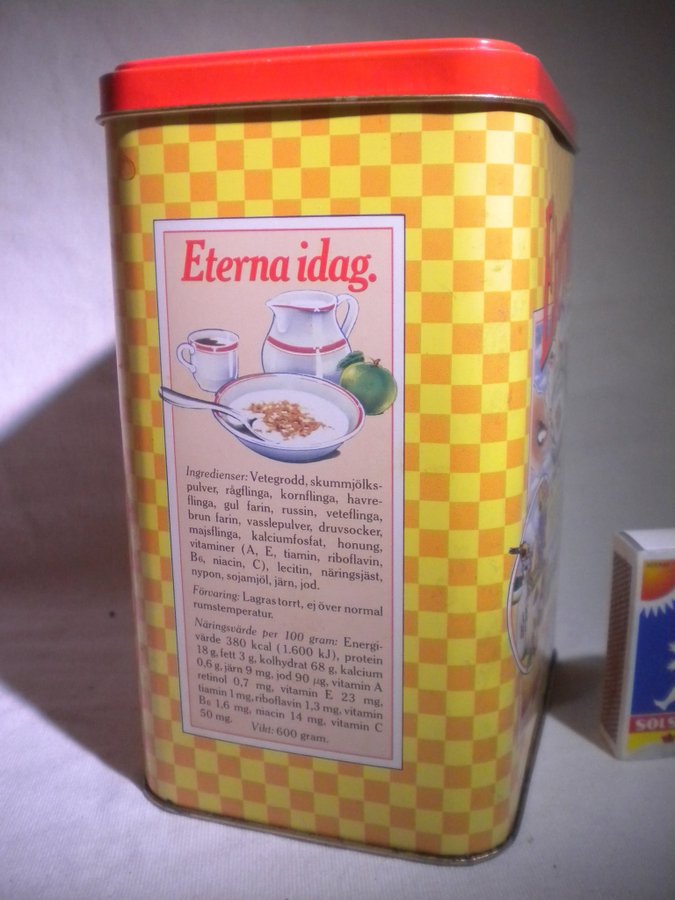 Eterna idag.
Ingredienser: Vetegrodd, skummjölks-
pulver, rågflinga, kornflinga, havre-
flinga, gul farin, russin, veteflinga,
brun farin, vasslepulver, druvsocker,
majsflinga, kalciumfosfat, honung,
vitaminer (A, E, tiamin, riboflavin,
B6, niacin, C), lecitin, näringsjäst,
nypon, sojamjöl, järn, jod.
Förvaring: Lagras torrt, ej över normal
rumstemperatur.
Näringsvärde per 100 gram: Energi-
värde 380 kcal (1.600 kJ), protein
18 g, fett 3 g, kolhydrat 68 g, kalcium
0,6 g, järn 9 mg, jod 90 µg, vitamin A
retinol 0,7 mg, vitamin E 23 mg,
tiamin 1 mg, riboflavin 1,3 mg, vitamin
B6 1,6 mg, niacin 14 mg, vitamin C
50 mg. Vikt: 600 gram.
SOLS